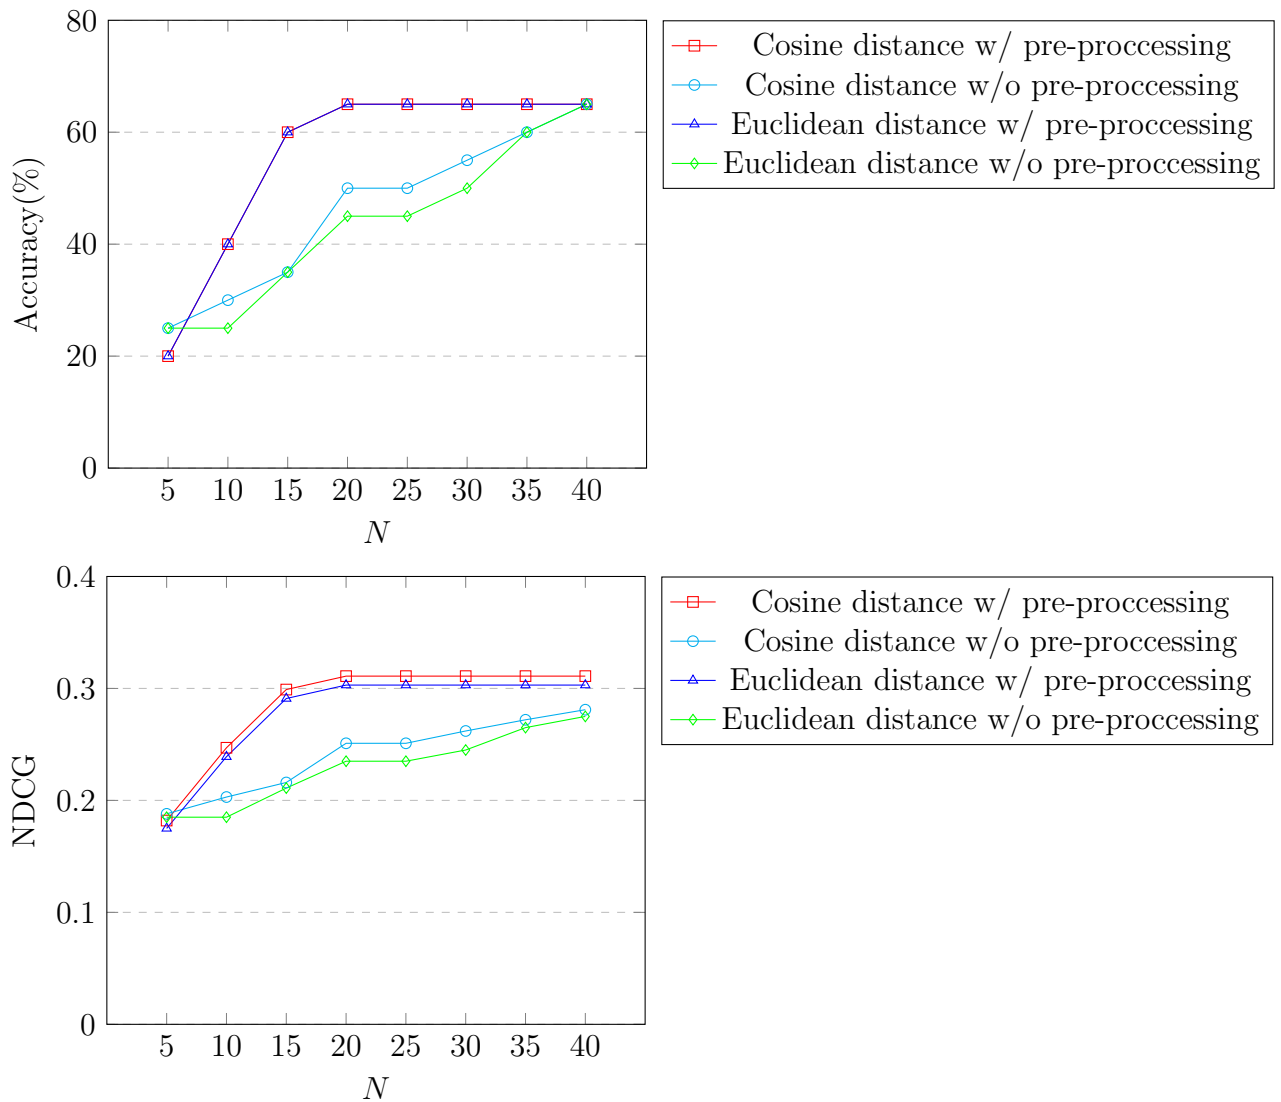 80
60
40
20
0
Accuracy(%)
5 10 15 20 25 30 35 40
N
Cosine distance w/ pre-proccessing
Cosine distance w/o pre-proccessing
Euclidean distance w/ pre-proccessing
Euclidean distance w/o pre-proccessing
0.4
0.3
0.2
0.1
0
NDCG
5 10 15 20 25 30 35 40
N
Cosine distance w/ pre-proccessing
Cosine distance w/o pre-proccessing
Euclidean distance w/ pre-proccessing
Euclidean distance w/o pre-proccessing